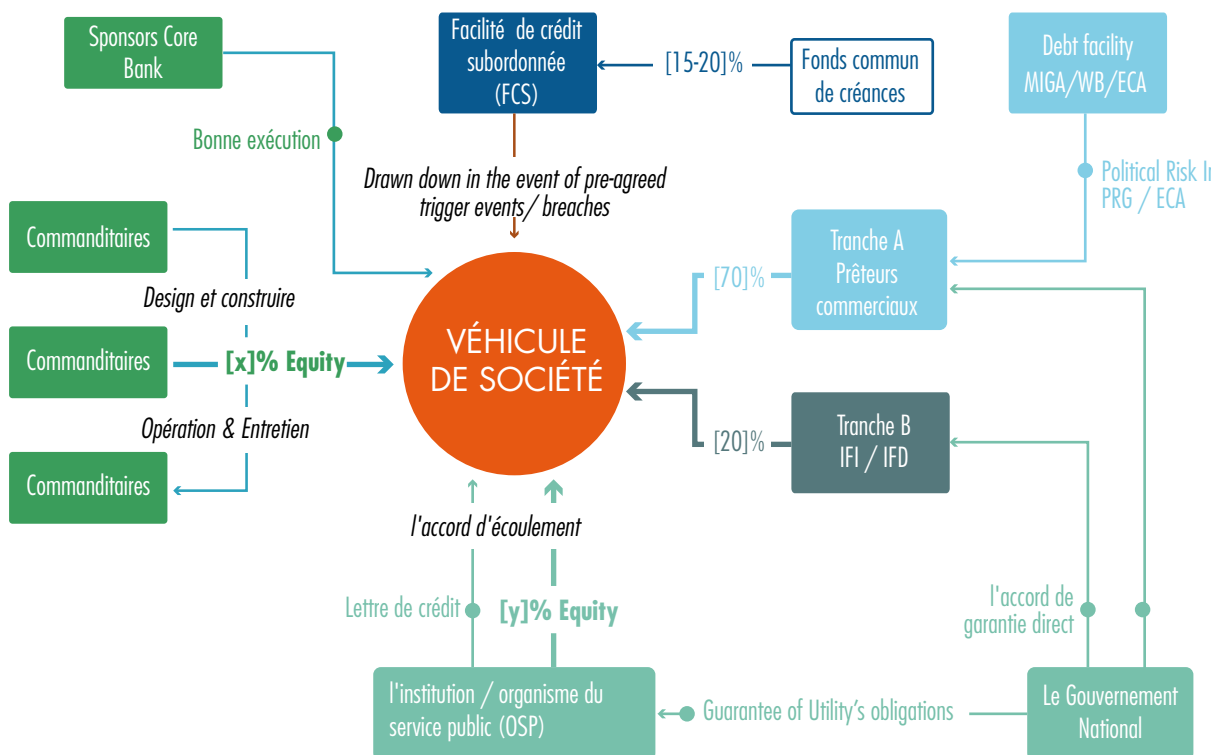 Sponsors Core
Bank
Facilité de crédit
subordonnée
(FCS)
[15-20]%
Fonds commun
de créances
Debt facility
MIGA/WB/ECA
Bonne exécution
Drawn down in the event of pre-agreed
trigger events/ breaches
Political Risk
PRG / ECA
Commanditaires
Design et construire
Commanditaires
[x]% Equity
Opération & Entretien
Commanditaires
VÉHICULE
DE SOCIÉTÉ
[70]%
Tranche A
Prêteurs
commerciaux
[20]%
Tranche B
IFI / IFD
l'accord d'écoulement
Lettre de crédit
[y]% Equity
l'accord de
garantie direct
l'institution / organisme du
service public (OSP)
Guarantee of Utility's obligations
Le Gouvernement
National